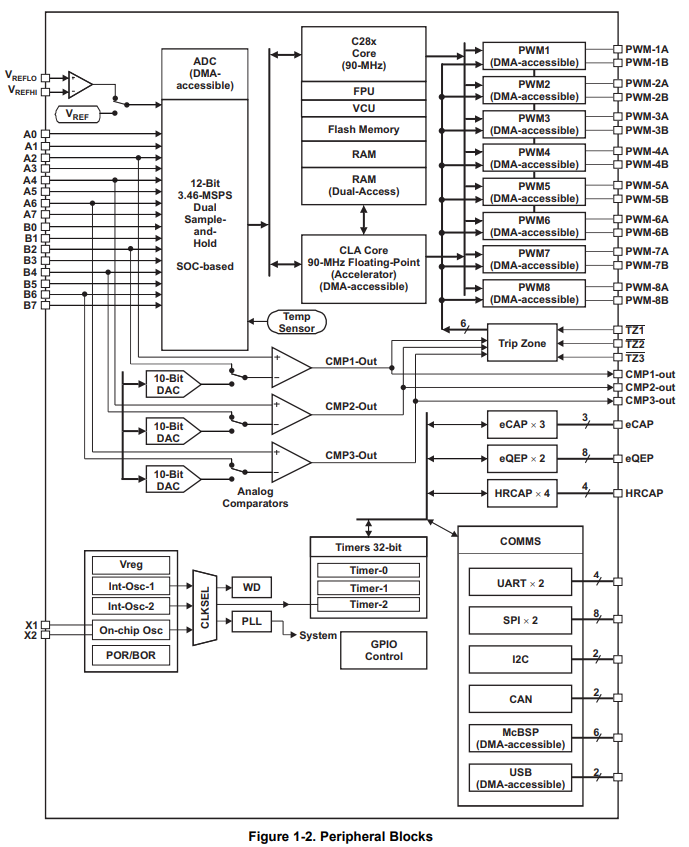 C28x
Core
(90-MHz)
FPU
VCU
Flash Memory
RAM
RAM
(Dual-Access)
CLA Core
90-MHz Floating-Point
(Accelerator)
(DMA-accessible)
ADC
(DMA-
accessible)
12-Bit
3.46-MSPS
Dual
Sample-
and-
Hold
SOC-based
VREFLO
VREFHI
VREF
A0
A1
A2
A3
A4
A5
A6
A7
B0
B1
B2
B3
B4
B5
B6
B7
PWM1
(DMA-accessible)
PWM2
(DMA-accessible)
PWM3
(DMA-accessible)
PWM4
(DMA-accessible)
PWM5
(DMA-accessible)
PWM6
(DMA-accessible)
PWM7
(DMA-accessible)
PWM8
(DMA-accessible)
PWM-1A
PWM-1B
PWM-2A
PWM-2B
PWM-3A
PWM-3B
PWM-4A
PWM-4B
PWM-5A
PWM-5B
PWM-6A
PWM-6B
PWM-7A
PWM-7B
PWM-8A
PWM-8B
Temp
Sensor
6
Trip Zone
TZ1
TZ2
TZ3
CMP1-out
CMP2-out
CMP3-out
10-Bit
DAC
10-Bit
DAC
10-Bit
DAC
+
−
+
−
+
−
CMP1-Out
CMP2-Out
CMP3-Out
Analog
Comparators
eCAP × 3
3
eCAP
eQEP × 2
8
eQEP
HRCAP × 4
4
HRCAP
Timers 32-bit
Timer-0
Timer-1
Timer-2
COMMS
UART × 2
4
SPI × 2
8
I2C
2
CAN
2
McBSP
(DMA-accessible)
6
USB
(DMA-accessible)
2
Vreg
Int-Osc-1
Int-Osc-2
On-chip Osc
POR/BOR
X1
X2
CLKSEL
WD
PLL
System
GPIO
Control
Figure 1-2. Peripheral Blocks